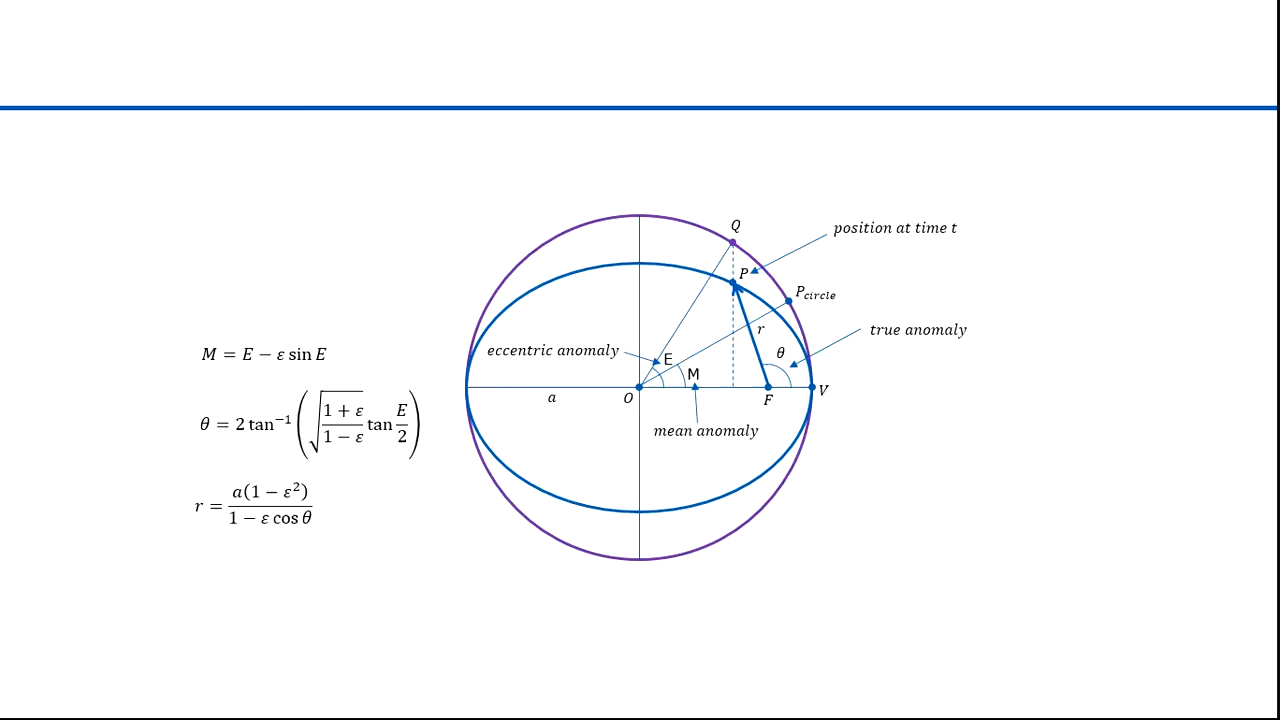 Q
position at time t
P
P_circle
r
true anomaly
θ
eccentric anomaly
E
M = E − ε sin E
M
a
O
F
V
θ = 2 tan⁻¹ (√((1 + ε)/(1 − ε)) tan E/2)
mean anomaly
r = a(1 − ε²)/(1 − ε cos θ)